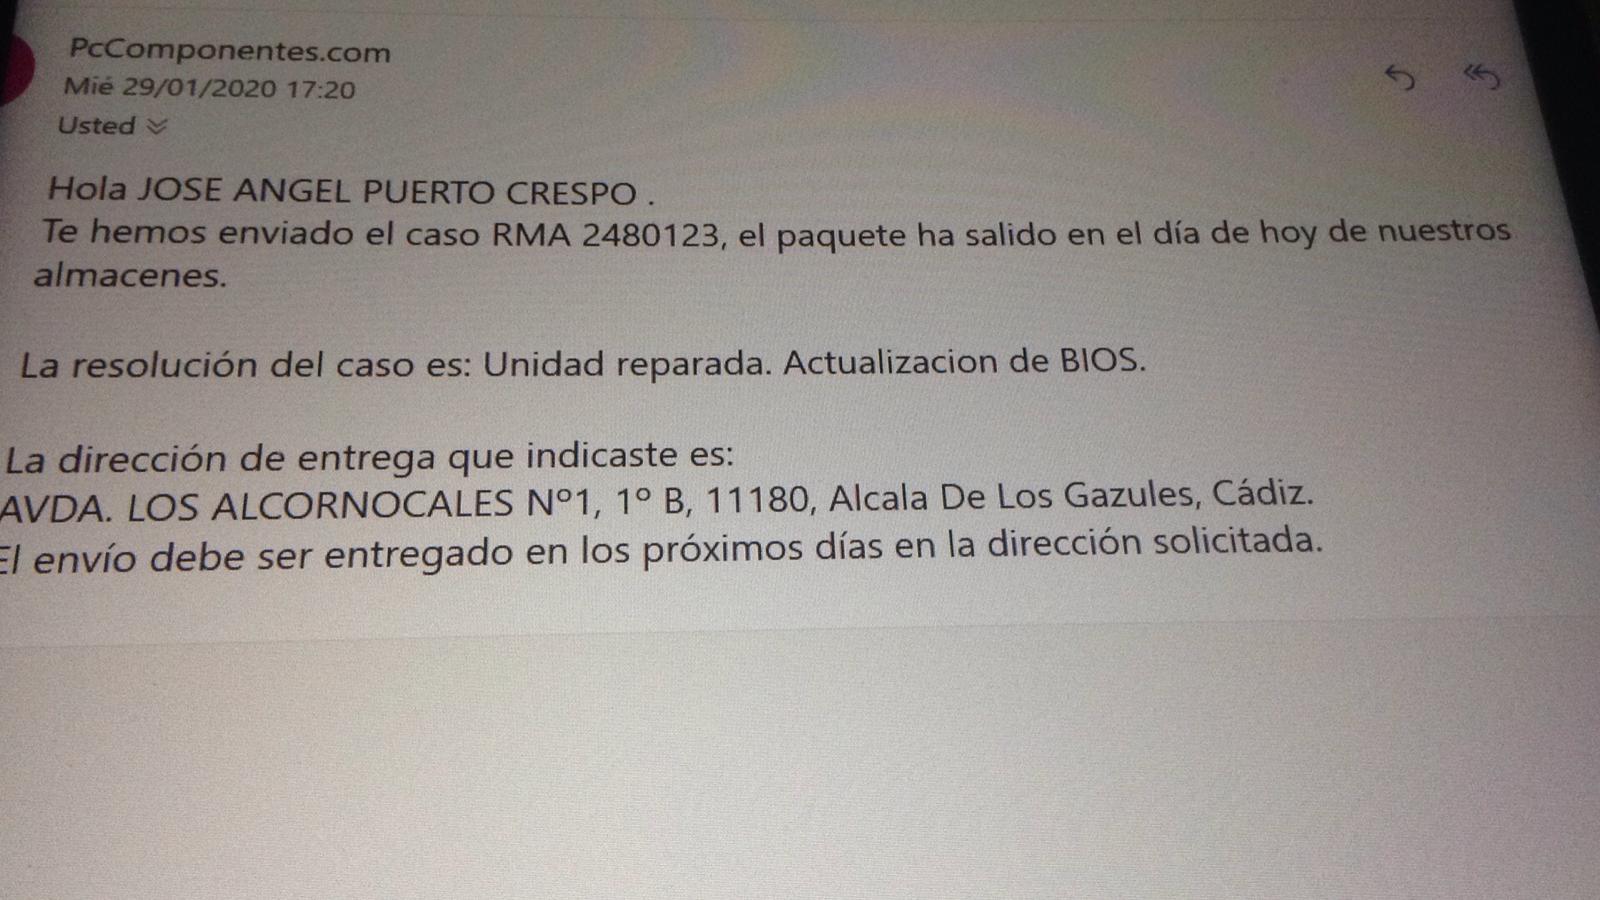 PcComponentes.com
Mié 29/01/2020 17:20
Usted
Hola JOSE ANGEL PUERTO CRESPO .
Te hemos enviado el caso RMA 2480123, el paquete ha salido en el día de hoy de nuestros
almacenes.
La resolución del caso es: Unidad reparada. Actualizacion de BIOS.
La dirección de entrega que indicaste es:
AVDA. LOS ALCORNOCALES Nº1, 1º B, 11180, Alcala De Los Gazules, Cádiz.
El envío debe ser entregado en los próximos días en la dirección solicitada.